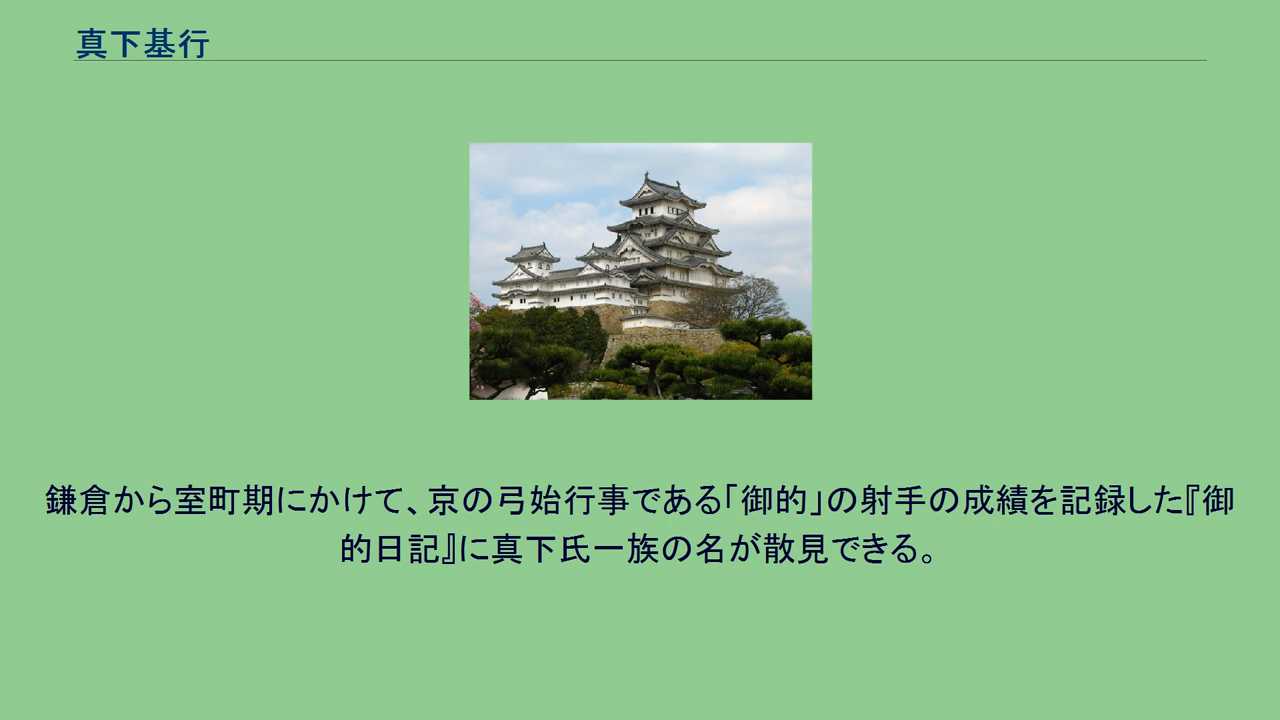 真下基行
鎌倉から室町期にかけて、京の弓始行事である「御的」の射手の成績を記録した『御
的日記』に真下氏一族の名が散見できる。